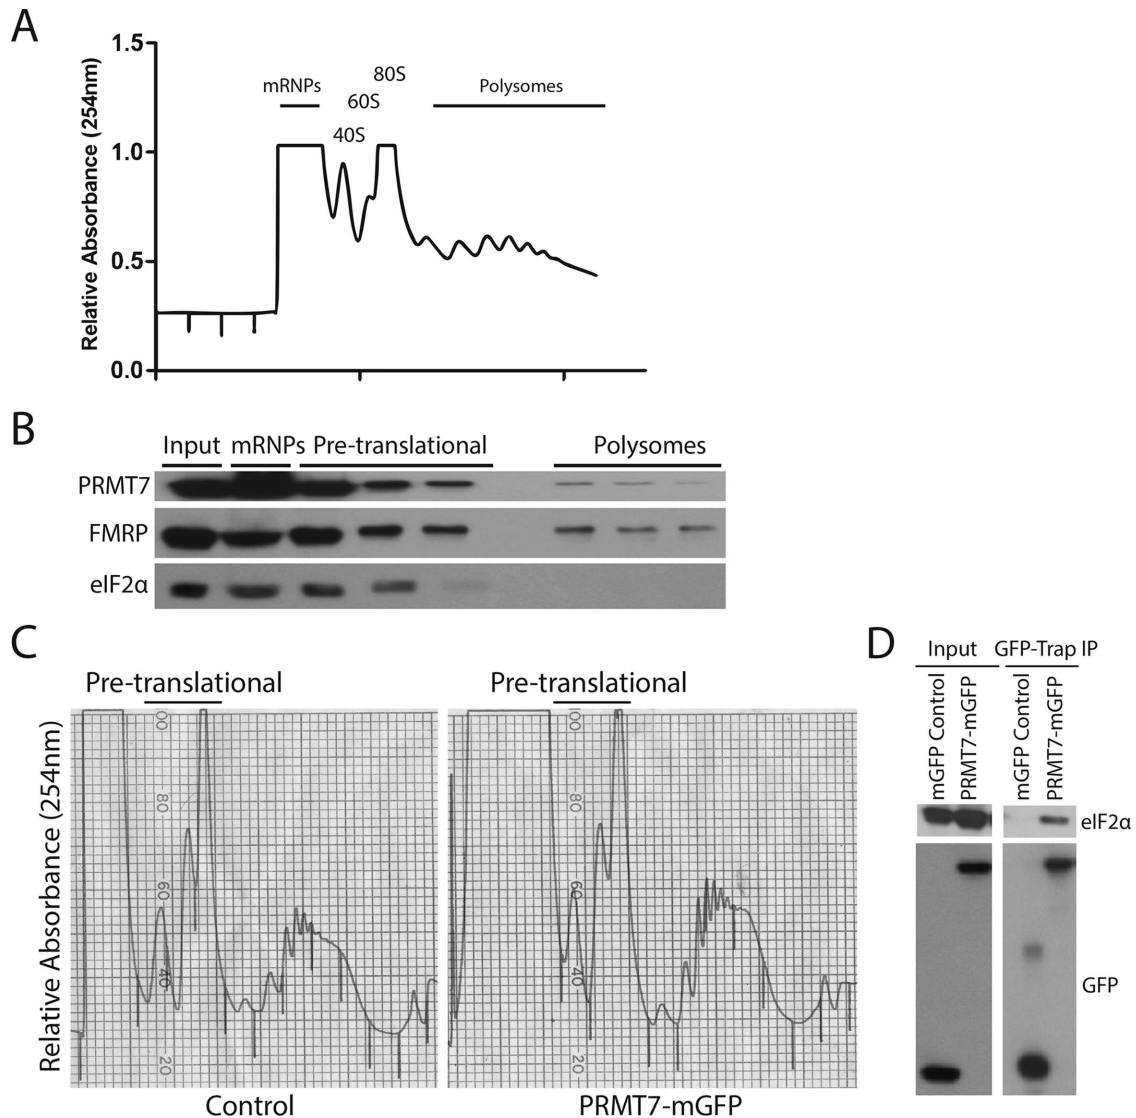 A
Relative Absorbance (254nm)
1.5
1.0
0.5
0.0
mRNPs
40S
60S
80S
Polysomes
B
Input mRNPs Pre-translational Polysomes
PRMT7
FMRP
eIF2α
C
Pre-translational
Pre-translational
Relative Absorbance (254nm)
100
80
60
40
20
100
80
60
40
20
Control
PRMT7-mGFP
D
Input GFP-Trap IP
mGFP Control
PRMT7-mGFP
mGFP Control
PRMT7-mGFP
eIF2α
GFP